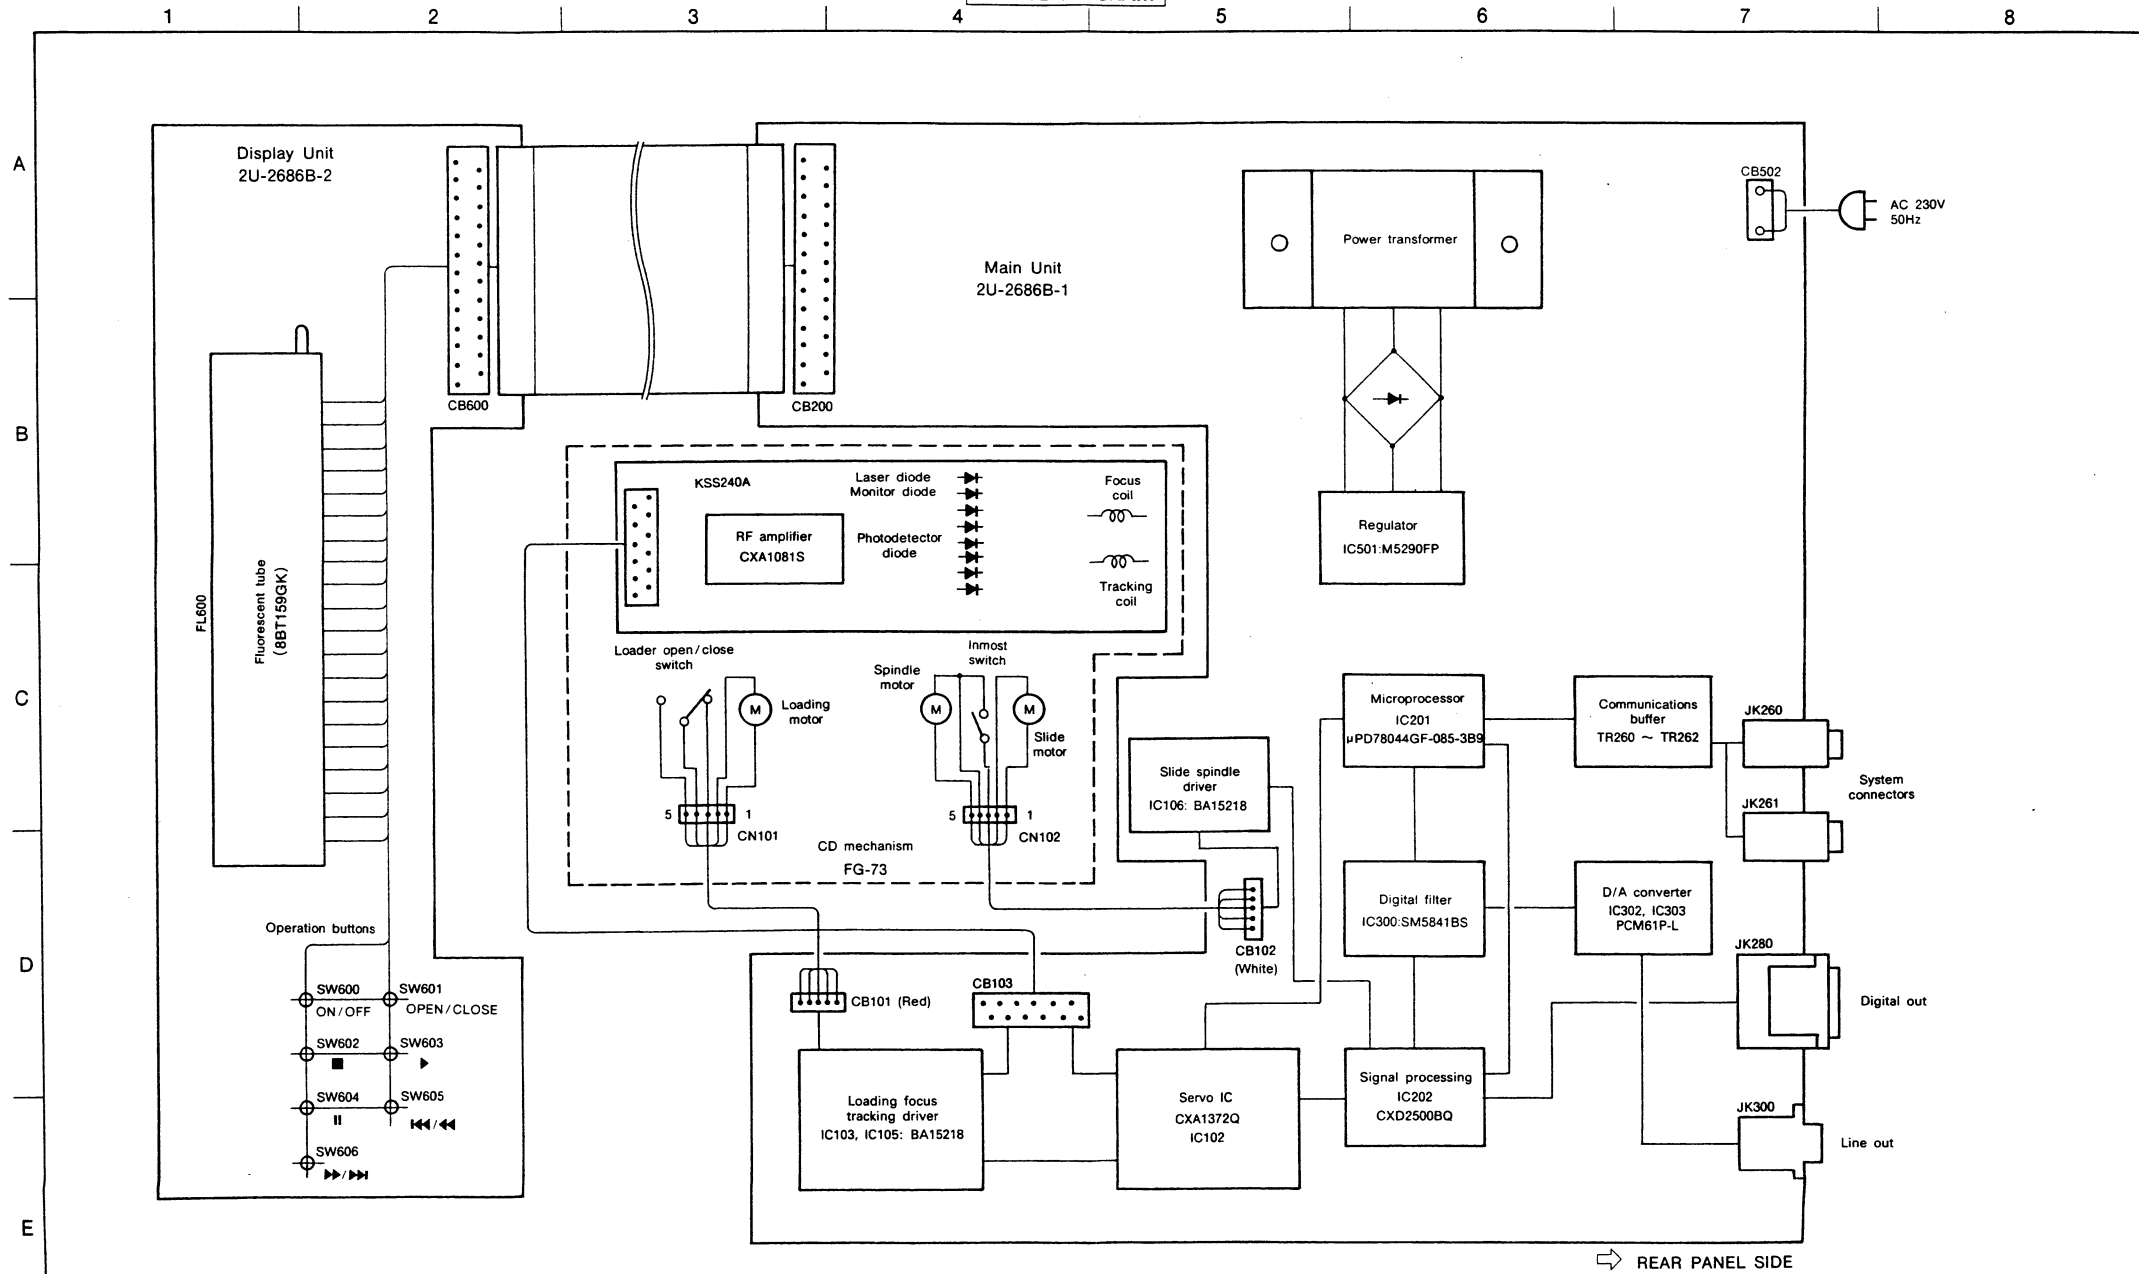 1 2 3 4 5 6 7 8
A
B
C
D
E
Display Unit
2U-2686B-2
CB600
CB200
Main Unit
2U-2686B-1
Power transformer
CB502
AC 230V
50Hz
Regulator
IC501:M5290FP
FL600
Fluorescent tube
(8BT159GK)
KSS240A
RF amplifier
CXA1081S
Laser diode
Monitor diode
Photodetector
diode
Focus
coil
Tracking
coil
Loader open/close
switch
Loading
motor
M
5
1
CN101
Spindle
motor
M
Inmost
switch
M
Slide
motor
5
1
CN102
CD mechanism
FG-73
Slide spindle
driver
IC106: BA15218
Microprocessor
IC201
μPD78044GF-085-3B9
Communications
buffer
TR260 ~ TR262
JK260
JK261
System
connectors
Digital filter
IC300:SM5841BS
D/A converter
IC302, IC303
PCM61P-L
CB102
(White)
JK280
Digital out
Operation buttons
SW600
ON/OFF
SW601
OPEN/CLOSE
SW602
■
SW603
▶
SW604
II
SW605
I◀◀/◀◀
SW606
▶▶/▶▶I
CB101 (Red)
CB103
Loading focus
tracking driver
IC103, IC105: BA15218
Servo IC
CXA1372Q
IC102
Signal processing
IC202
CXD2500BQ
JK300
Line out
⇨ REAR PANEL SIDE